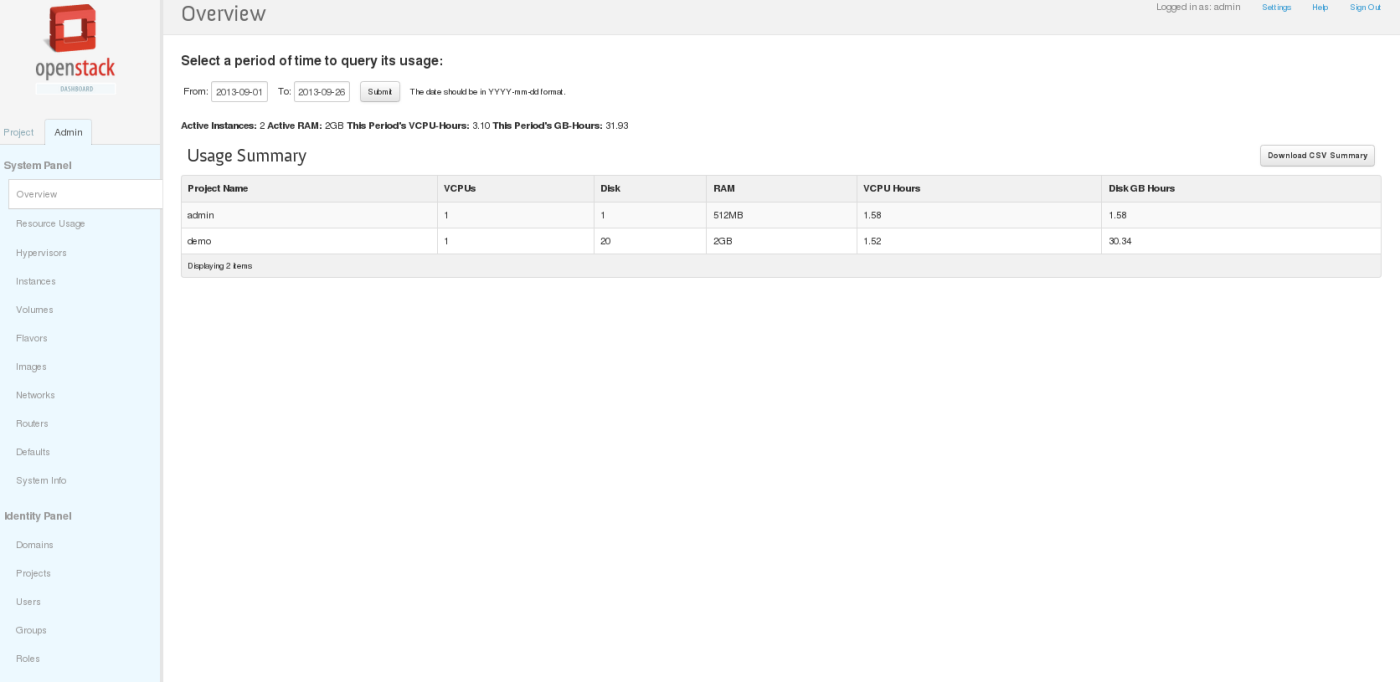 Overview
Logged in as: admin Settings Help Sign Out
openstack
DASHBOARD
Project Admin
System Panel
Overview
Resource Usage
Hypervisors
Instances
Volumes
Flavors
Images
Networks
Routers
Defaults
System Info
Identity Panel
Domains
Projects
Users
Groups
Roles
Select a period of time to query its usage:
From: 2013-09-01 To: 2013-09-26 Submit The date should be in YYYY-mm-dd format.
Active Instances: 2 Active RAM: 2GB This Period's VCPU-Hours: 3.10 This Period's GB-Hours: 31.93
Usage Summary
Download CSV Summary
Project Name VCPUs Disk RAM VCPU Hours Disk GB Hours
admin 1 1 512MB 1.58 1.58
demo 1 20 2GB 1.52 30.34
Displaying 2 items